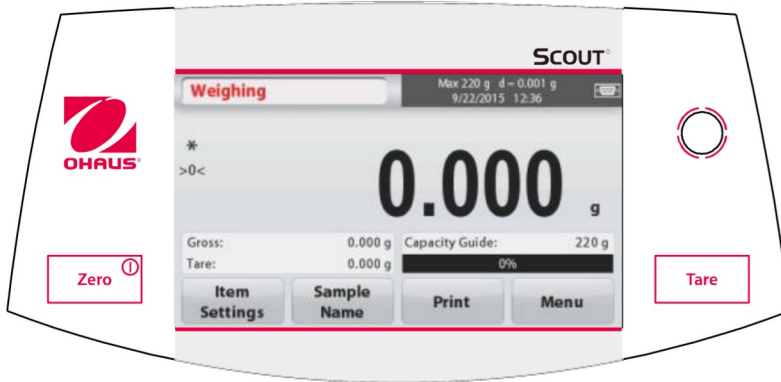 SCOUT
Weighing
Max 220 g d=0.001 g
9/22/2015 12:36
OHAUS
*
>0<
0.000 g
Gross: 0.000 g
Tare: 0.000 g
Capacity Guide: 220 g
0%
Zero
Item Settings
Sample Name
Print
Menu
Tare